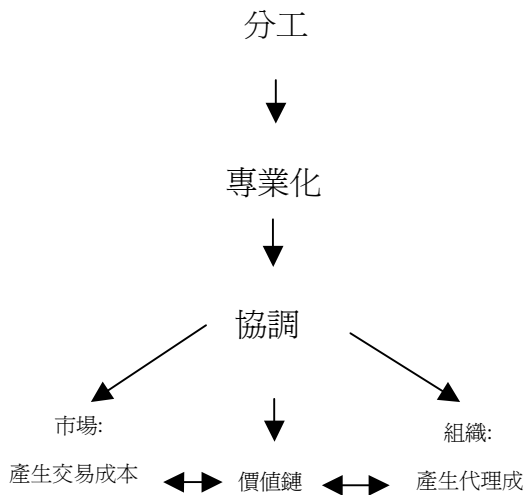 分工
專業化
協調
市場:
產生交易成本
價值鏈
組織:
產生代理成